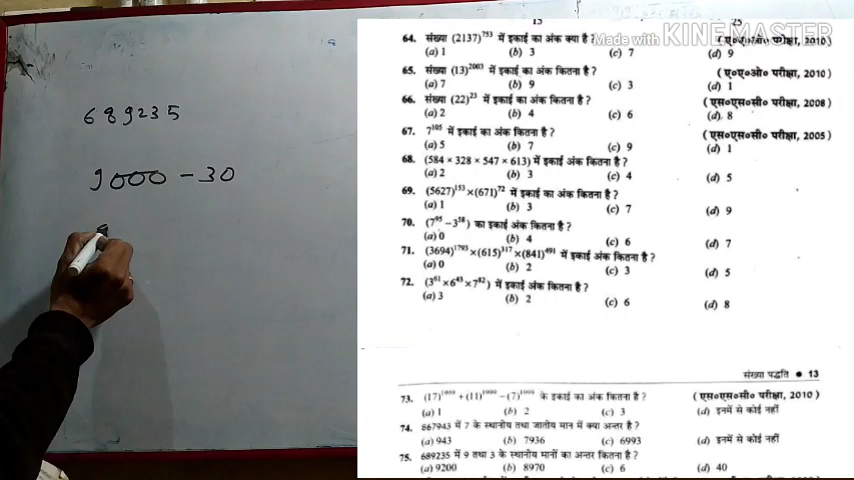 689235
9000 - 30
8
15
25
Made with KINEMASTER
64. संख्या (2137)^753 में इकाई का अंक क्या है?
(a) 1 (b) 3 (c) 7 (d) 9
65. संख्या (13)^2003 में इकाई का अंक कितना है? (ए०ए०ओ० परीक्षा, 2010)
(a) 7 (b) 9 (c) 3 (d) 1
66. संख्या (22)^23 में इकाई का अंक कितना है? (एस०एस०सी० परीक्षा, 2008)
(a) 2 (b) 4 (c) 6 (d) 8
67. 7^105 में इकाई का अंक कितना है? (एस०एस०सी० परीक्षा, 2005)
(a) 5 (b) 7 (c) 9 (d) 1
68. (584 × 328 × 547 × 613) में इकाई अंक कितना है?
(a) 2 (b) 3 (c) 4 (d) 5
69. (5627)^153 × (671)^72 में इकाई का अंक कितना है?
(a) 1 (b) 3 (c) 7 (d) 9
70. (7^95 – 3^58) का इकाई अंक कितना है?
(a) 0 (b) 4 (c) 6 (d) 7
71. (3694)^1793 × (615)^317 × (841)^491 में इकाई अंक कितना है?
(a) 0 (b) 2 (c) 3 (d) 5
72. (3^61 × 6^43 × 7^82) में इकाई अंक कितना है?
(a) 3 (b) 2 (c) 6 (d) 8
संख्या पद्धति • 13
73. (17)^1999 + (11)^1999 – (7)^1999 के इकाई का अंक कितना है? (एस०एस०सी० परीक्षा, 2010)
(a) 1 (b) 2 (c) 3 (d) इनमें से कोई नहीं
74. 867943 में 7 के स्थानीय तथा जातीय मान में क्या अन्तर है?
(a) 943 (b) 7936 (c) 6993 (d) इनमें से कोई नहीं
75. 689235 में 9 तथा 3 के स्थानीय मानों का अन्तर कितना है?
(a) 9200 (b) 8970 (c) 6 (d) 40